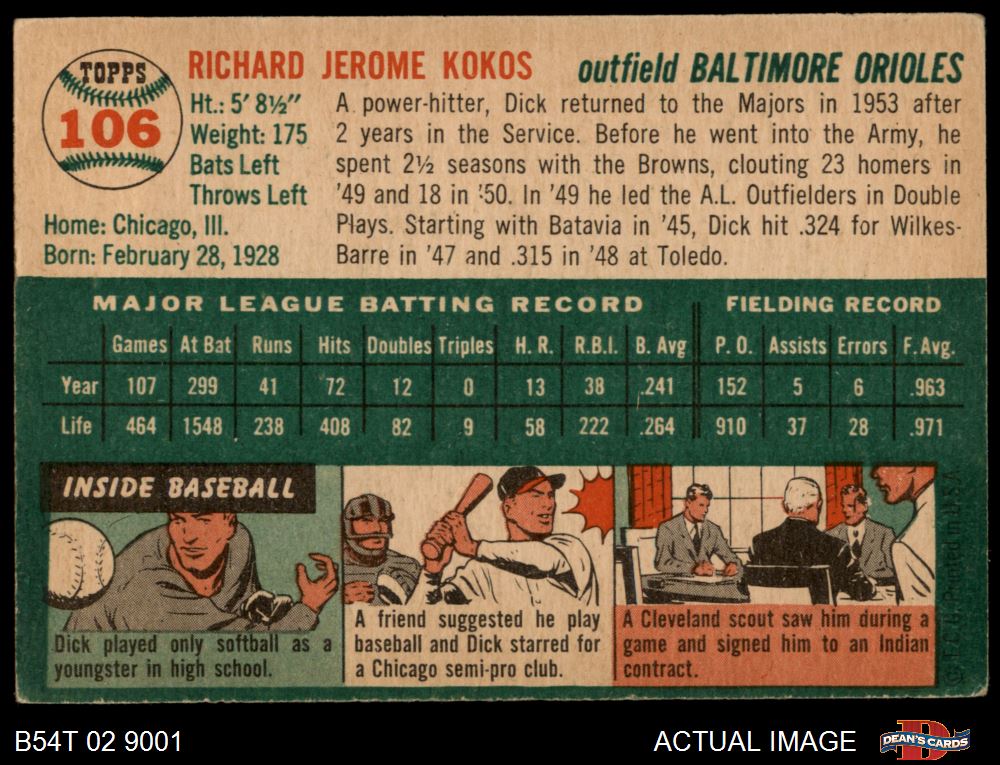 TOPPS
106
RICHARD JEROME KOKOS
outfield BALTIMORE ORIOLES
Ht.: 5' 8½"
Weight: 175
Bats Left
Throws Left
Home: Chicago, Ill.
Born: February 28, 1928
A power-hitter, Dick returned to the Majors in 1953 after
2 years in the Service. Before he went into the Army, he
spent 2½ seasons with the Browns, clouting 23 homers in
'49 and 18 in '50. In '49 he led the A.L. Outfielders in Double
Plays. Starting with Batavia in '45, Dick hit .324 for Wilkes-
Barre in '47 and .315 in '48 at Toledo.
MAJOR LEAGUE BATTING RECORD FIELDING RECORD
Games At Bat Runs Hits Doubles Triples H. R. R.B.I. B. Avg P. O. Assists Errors F. Avg.
Year 107 299 41 72 12 0 13 38 .241 152 5 6 .963
Life 464 1548 238 408 82 9 58 222 .264 910 37 28 .971
INSIDE BASEBALL
Dick played only softball as a
youngster in high school.
A friend suggested he play
baseball and Dick starred for
a Chicago semi-pro club.
A Cleveland scout saw him during a
game and signed him to an Indian
contract.
© T.C.G. Printed in U.S.A.
B54T 02 9001
ACTUAL IMAGE
DEAN'S CARDS